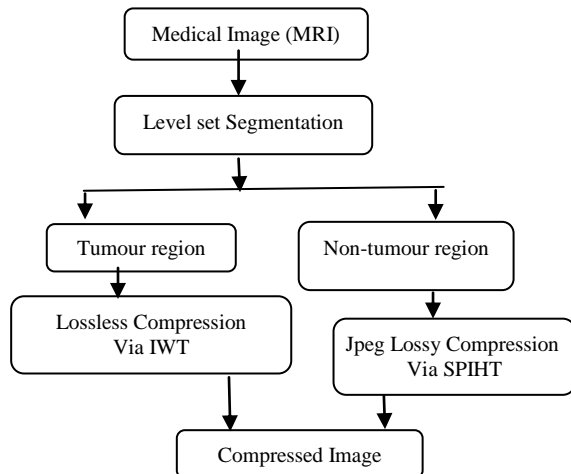 Medical Image (MRI)
Level set Segmentation
Tumour region
Non-tumour region
Lossless Compression
Via IWT
Jpeg Lossy Compression
Via SPIHT
Compressed Image